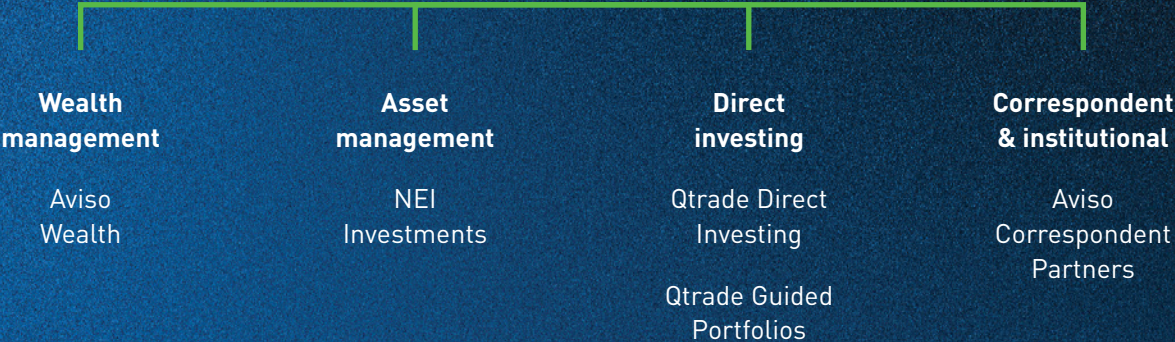 Wealth
management
Aviso
Wealth
Asset
management
NEI
Investments
Direct
investing
Qtrade Direct
Investing
Qtrade Guided
Portfolios
Correspondent
& institutional
Aviso
Correspondent
Partners